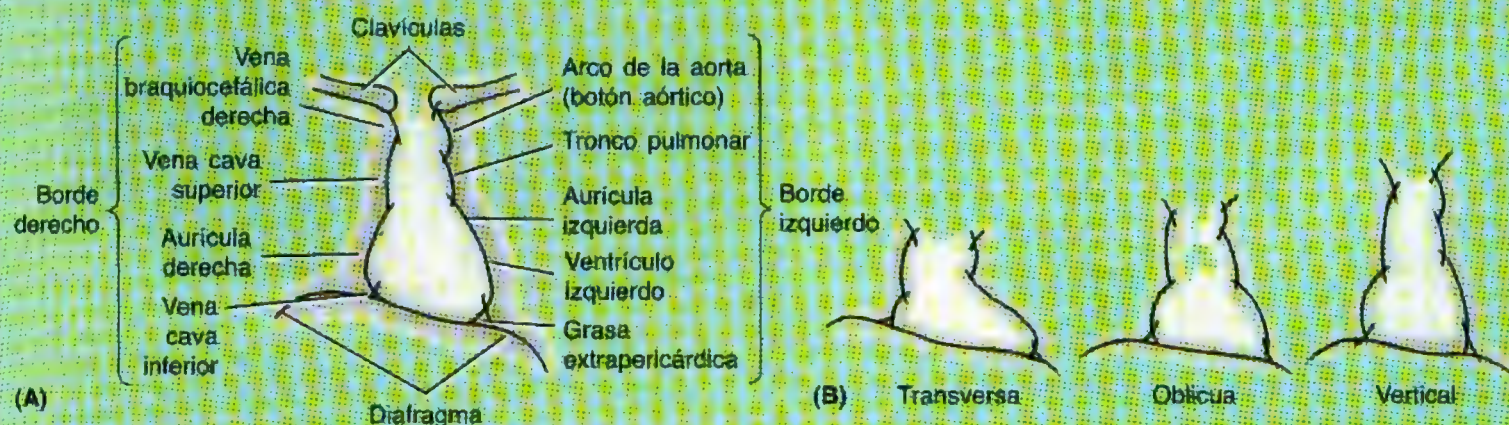 Clavículas
Vena
braquiocefálica
derecha
Vena cava
superior
Borde
derecho
Aurícula
derecha
Vena
cava
inferior
(A)
Diafragma
Arco de la aorta
(botón aórtico)
Tronco pulmonar
Aurícula
izquierda
Ventrículo
izquierdo
Grasa
extrapericárdica
Borde
izquierdo
(B)
Transversa
Oblicua
Vertical